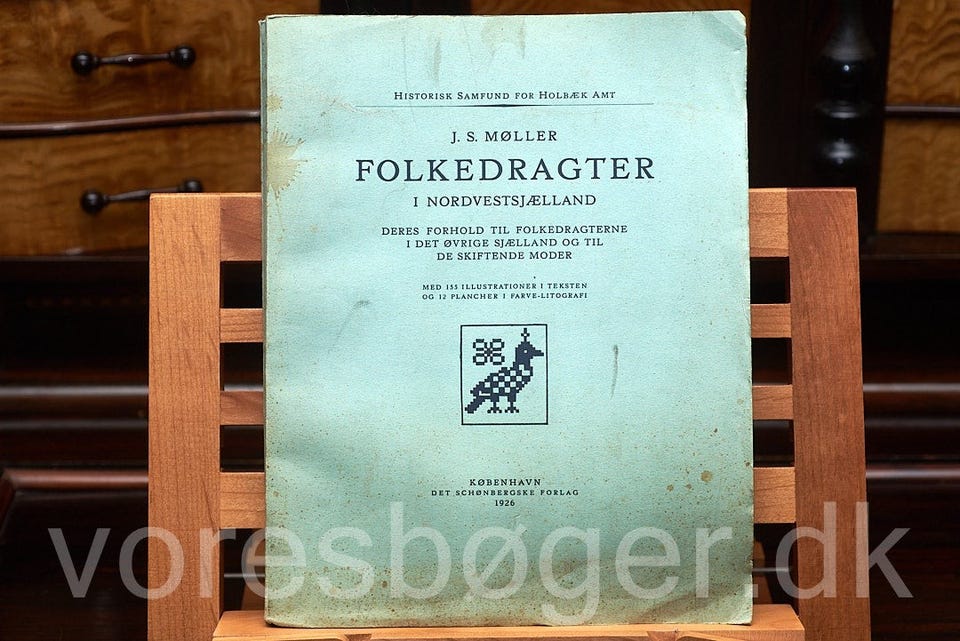 HISTORISK SAMFUND FOR HOLBÆK AMT
J. S. MØLLER
FOLKEDRAGTER
I NORDVESTSJÆLLAND
DERES FORHOLD TIL FOLKEDRAGTERNE
I DET ØVRIGE SJÆLLAND OG TIL
DE SKIFTENDE MODER
MED 155 ILLUSTRATIONER I TEKSTEN
OG 12 PLANCHER I FARVE-LITOGRAFI
KØBENHAVN
DET SCHØNBERGSKE FORLAG
1926
voresbøger.dk